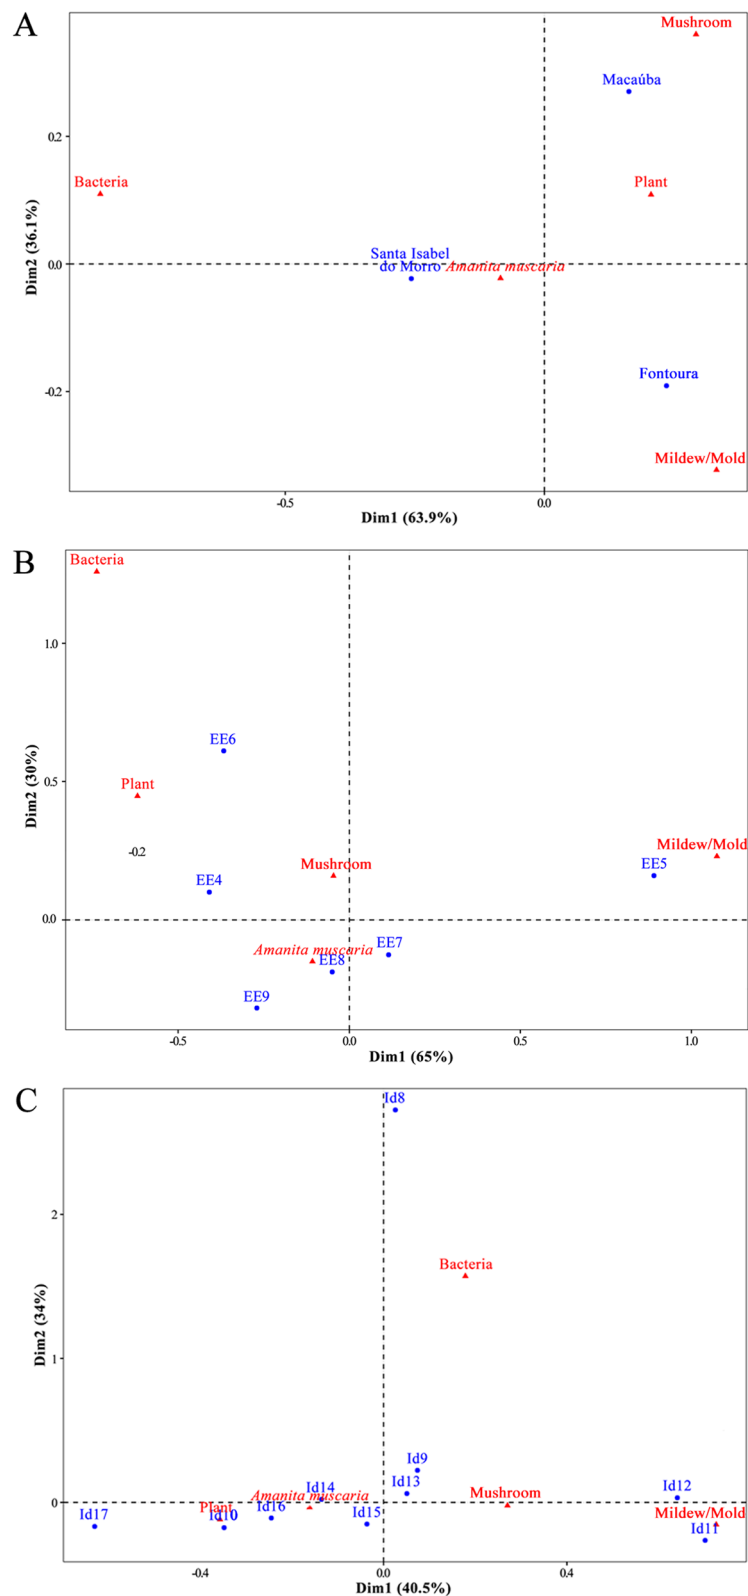 A
Mushroom
Macaúba
0.2
Bacteria
Plant
Santa Isabel
do Morro
Amanita muscaria
0.0
Dim2 (36.1%)
Fontoura
-0.2
Mildew/Mold
-0.5
0.0
Dim1 (63.9%)
B
Bacteria
1.0
EE6
Plant
0.5
Dim2 (30%)
-0.2
Mushroom
Mildew/Mold
EE5
EE4
0.0
Amanita muscaria
EE7
EE8
EE9
-0.5
0.0
0.5
1.0
Dim1 (65%)
C
Id8
2
Bacteria
Dim2 (34%)
1
Id9
Id14
Id13
Mushroom
Id12
Amanita muscaria
0
Id17
Plant
Id10
Id16
Id15
Mildew/Mold
Id11
-0.4
0.0
0.4
Dim1 (40.5%)